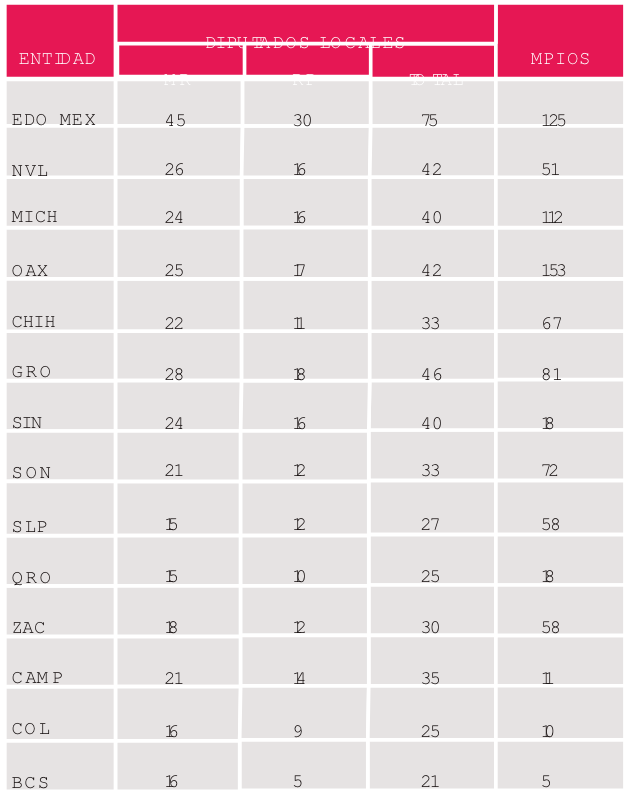 DIPUTADOS LOCALES
ENTIDAD MPIOS
MR RP TOTAL
EDO MEX 45 30 75 125
NVL 26 16 42 51
MICH 24 16 40 112
OAX 25 17 42 153
CHIH 22 11 33 67
GRO 28 18 46 81
SIN 24 16 40 18
SON 21 12 33 72
SLP 15 12 27 58
QRO 15 10 25 18
ZAC 18 12 30 58
CAMP 21 14 35 11
COL 16 9 25 10
BCS 16 5 21 5